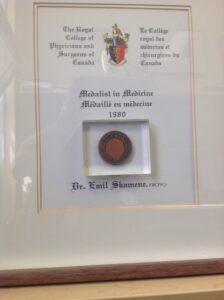 The Royal
College of
Physicians and
Surgeons of
Canada
Le Collège
royal des
médecins et
chirurgiens du
Canada
Medalist in Medicine
Médaillé en médecine
1980
Dr. Emil Skamene, FRCP(C)